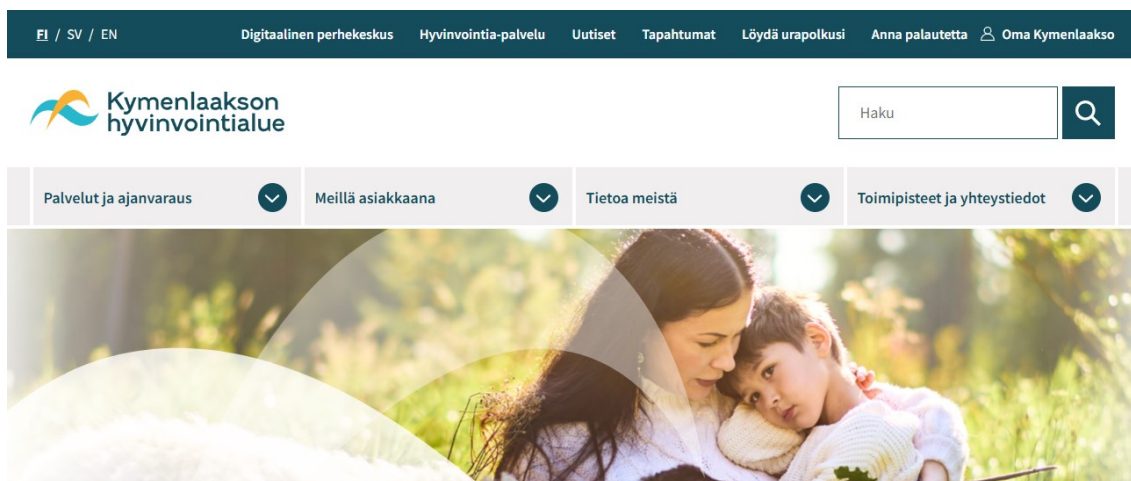 FI / SV / EN Digitaalinen perhekeskus Hyvinvointia-palvelu Uutiset Tapahtumat Löydä urapolkusi Anna palautetta Oma Kymenlaakso
Kymenlaakson
hyvinvointialue
Haku
Palvelut ja ajanvaraus Meillä asiakkaana Tietoa meistä Toimipisteet ja yhteystiedot